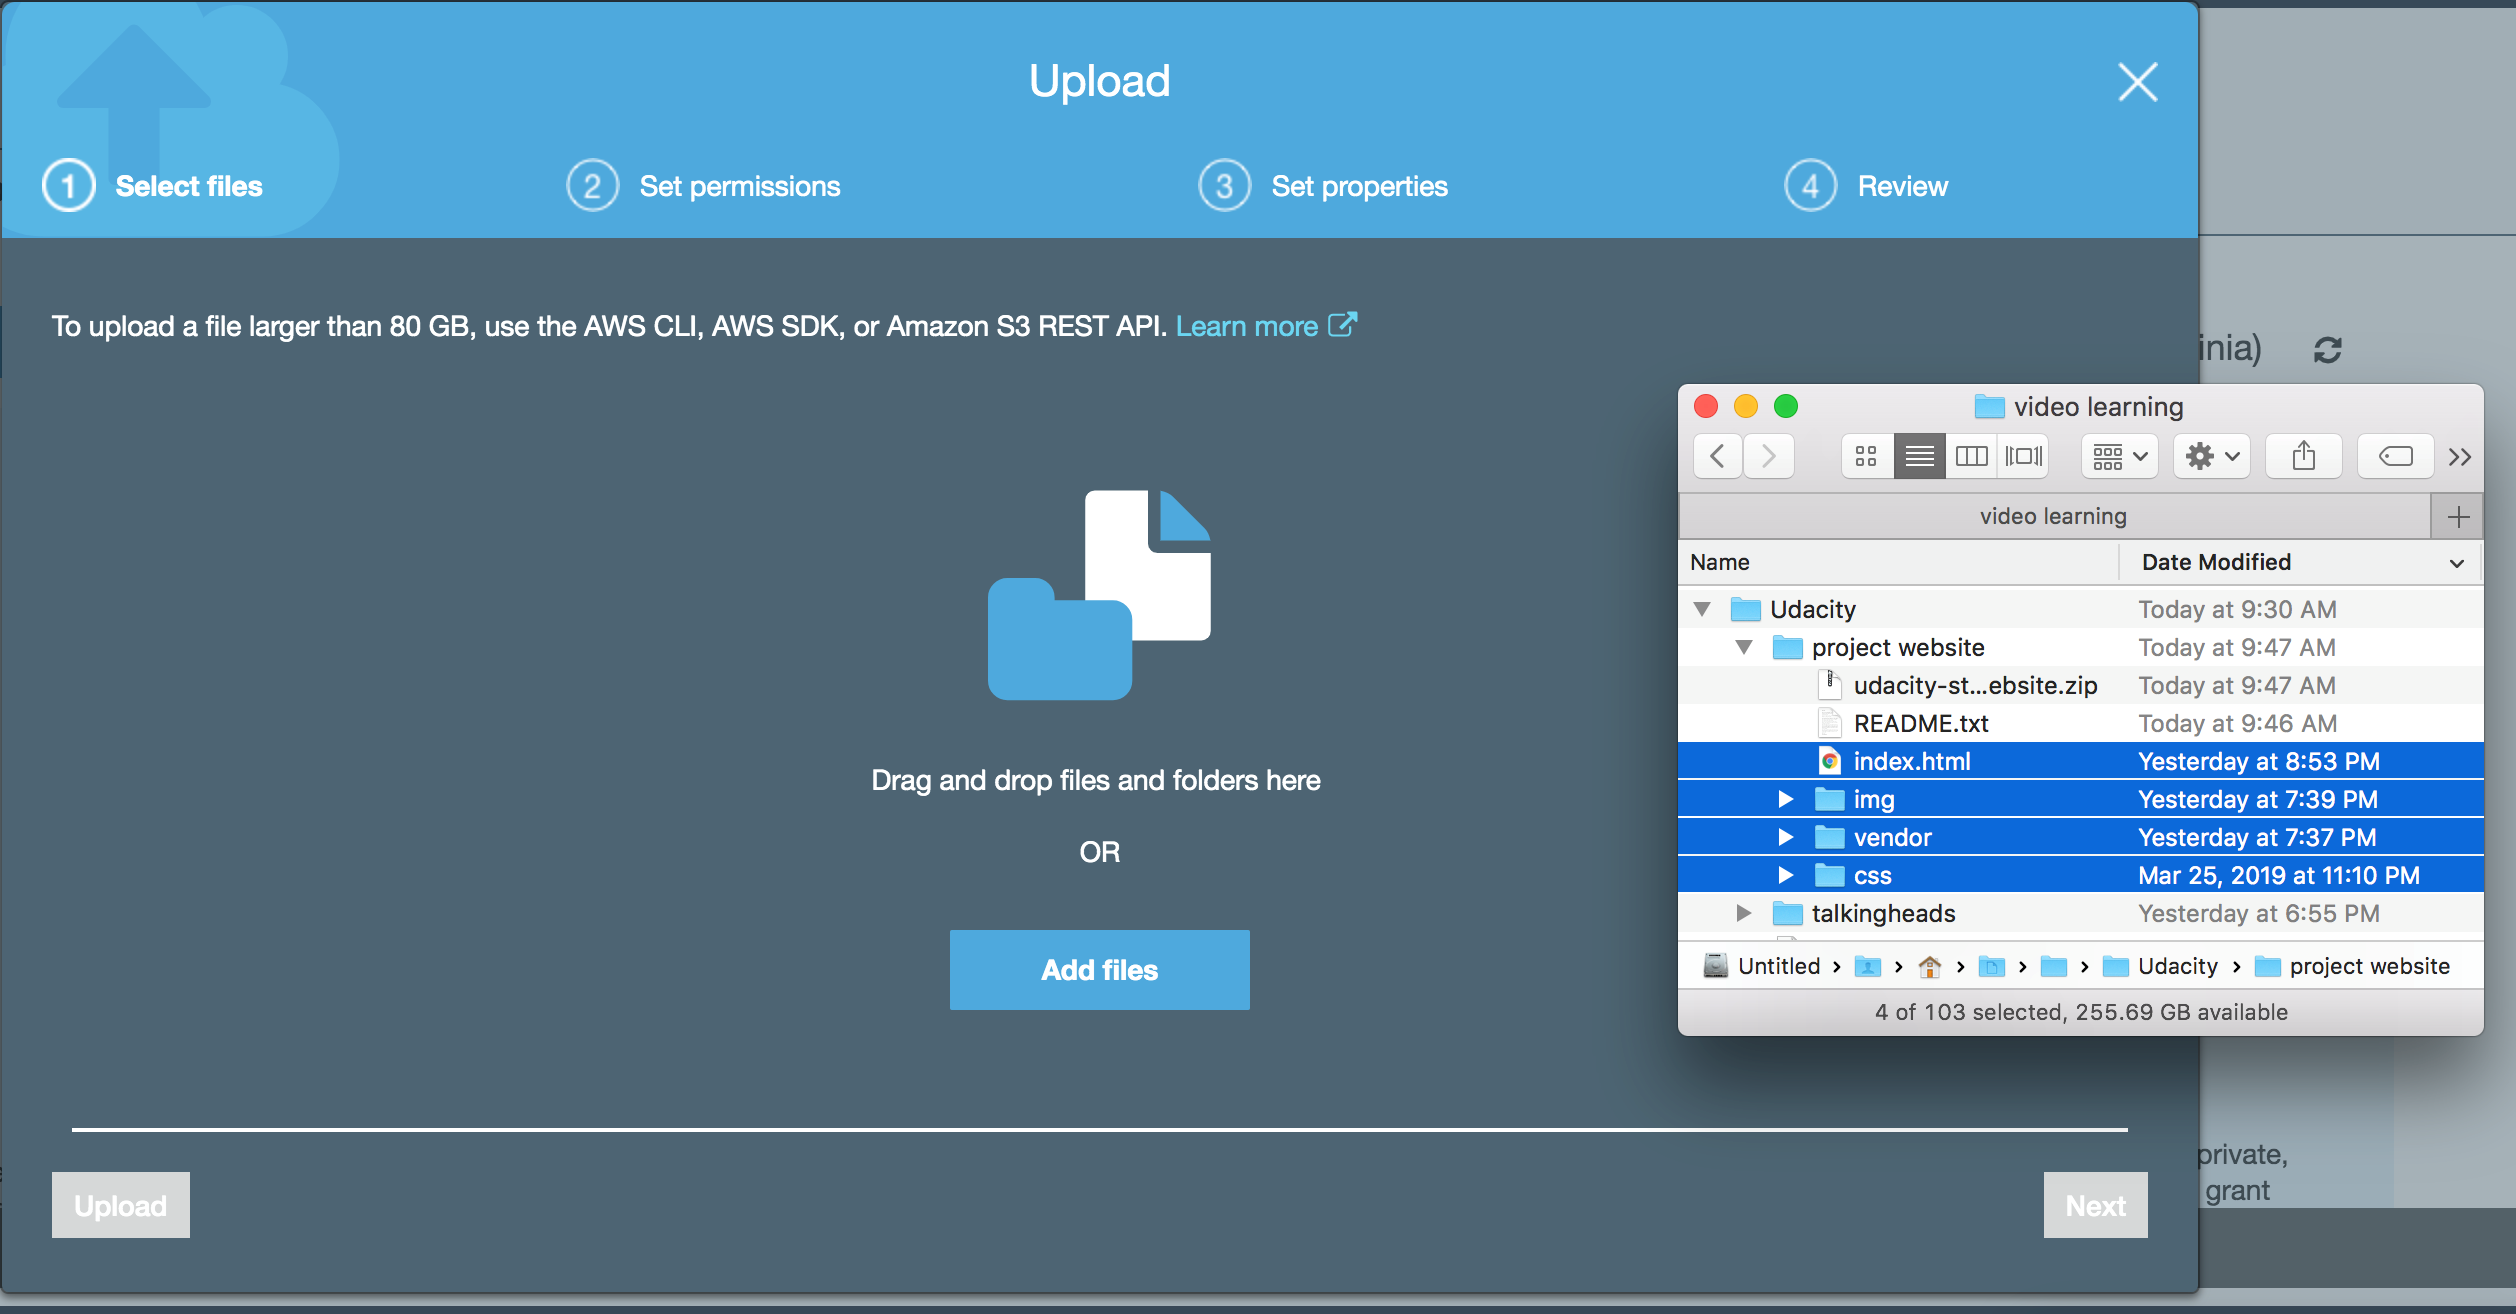 Upload
1 Select files
2 Set permissions
3 Set properties
4 Review
To upload a file larger than 80 GB, use the AWS CLI, AWS SDK, or Amazon S3 REST API. Learn more
Drag and drop files and folders here
OR
Add files
Upload
Next
inia)
private,
grant
video learning
video learning
Name Date Modified
Udacity Today at 9:30 AM
project website Today at 9:47 AM
udacity-st...ebsite.zip Today at 9:47 AM
README.txt Today at 9:46 AM
index.html Yesterday at 8:53 PM
img Yesterday at 7:39 PM
vendor Yesterday at 7:37 PM
css Mar 25, 2019 at 11:10 PM
talkingheads Yesterday at 6:55 PM
Untitled › › › › › Udacity › project website
4 of 103 selected, 255.69 GB available